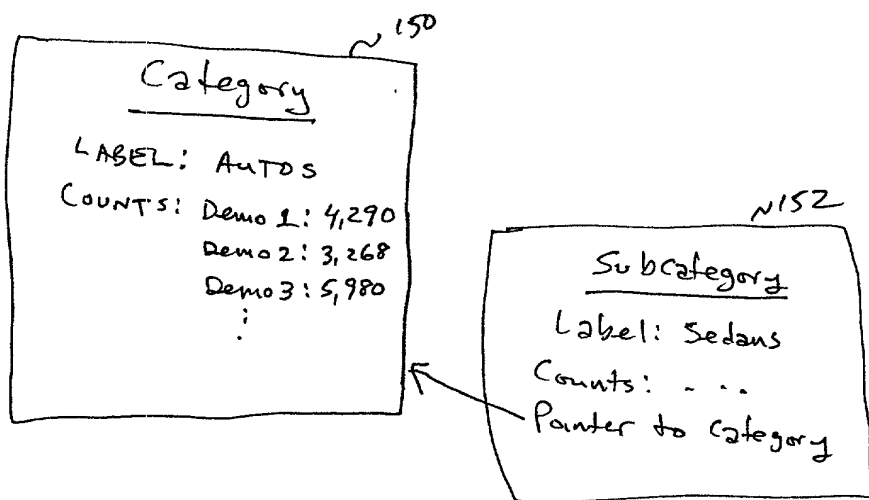 150
Category
LABEL: AUTOS
COUNTS: Demo 1: 4,290
Demo 2: 3,268
Demo 3: 5,980
⋮
152
Subcategory
Label: Sedans
Counts: - . .
Pointer to Category